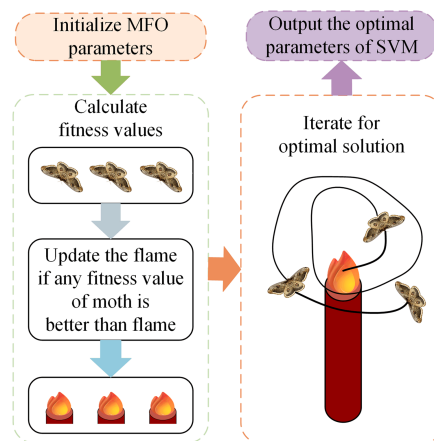 Initialize MFO
parameters
Calculate
fitness values
Update the flame
if any fitness value
of moth is
better than flame
Output the optimal
parameters of SVM
Iterate for
optimal solution